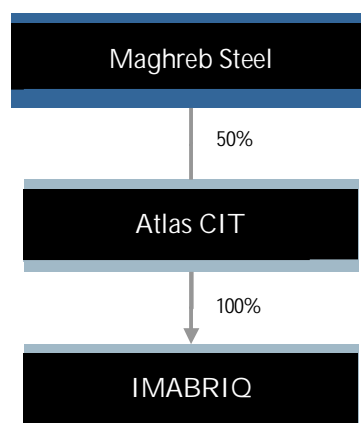 Maghreb Steel
50%
Atlas CIT
100%
IMABRIQ